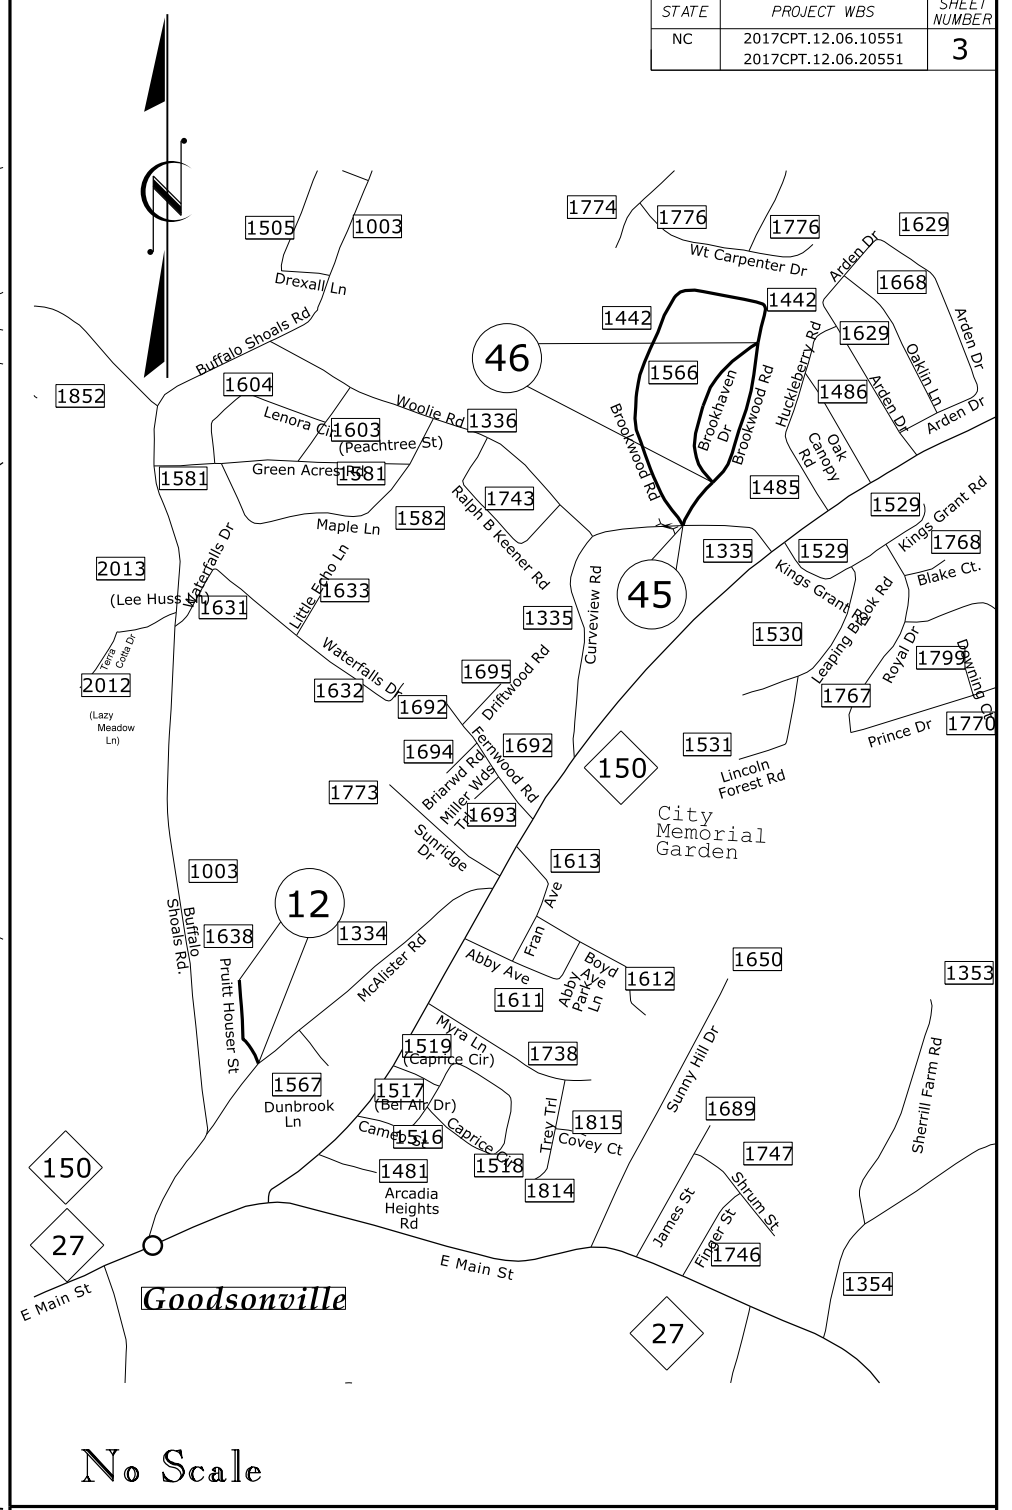 STATE
PROJECT WBS
SHEET
NUMBER
NC
2017CPT.12.06.10551
2017CPT.12.06.20551
3
N
1505
1003
Drexall Ln
1774
1776
1776
Wt Carpenter Dr
1629
Arden Dr
1668
1442
1442
1629
Arden Dr
Oaklin Ln
Buffalo Shoals Rd
46
1566
Huckleberry Rd
1852
1604
Lenora Cir
1603
(Peachtree St)
Woolie Rd
1336
Brookhaven
Dr
Brookwood Rd
Brookwood Rd
1486
Arden Dr
Arden Dr
Oak
Canopy
Rd
1581
Green Acres Rd
1581
1743
1485
1529
Kings Grant Rd
Maple Ln
1582
Ralph B Keener Rd
1335
1529
1768
Blake Ct.
2013
(Lee Huss Ln)
Waterfalls Dr
1631
Little Echo Ln
1633
45
Kings Grant Rd
1335
Curveview Rd
1530
Leaping Brook Rd
Royal Dr
1799
Downing Ct
Terra
Cotta Dr
2012
(Lazy
Meadow
Ln)
Waterfalls Dr
1632
1695
Driftwood Rd
1692
1767
1770
Prince Dr
1694
1692
Fernwood Rd
Briarwd Rd
Miller Wds
Trl
1693
150
1531
Lincoln
Forest Rd
1773
Sunridge
Dr
City
Memorial
Garden
1003
Buffalo
Shoals Rd.
12
1613
Fran
Ave
1638
1334
McAlister Rd
Pruitt Houser St
Abby Ave
Boyd
Ave
Abby
Park
Ln
1611
1612
1650
1353
Myra Ln
1519
(Caprice Cir)
1738
Sunny Hill Dr
Sherrill Farm Rd
1567
Dunbrook
Ln
1517
(Bel Air Dr)
Cameo St
1516
Caprice Cir
1518
Trey Trl
1815
Covey Ct
1689
1747
Shrum St
1481
Arcadia
Heights
Rd
1814
James St
Finger St
1746
150
27
E Main St
E Main St
Goodsonville
1354
27
No Scale